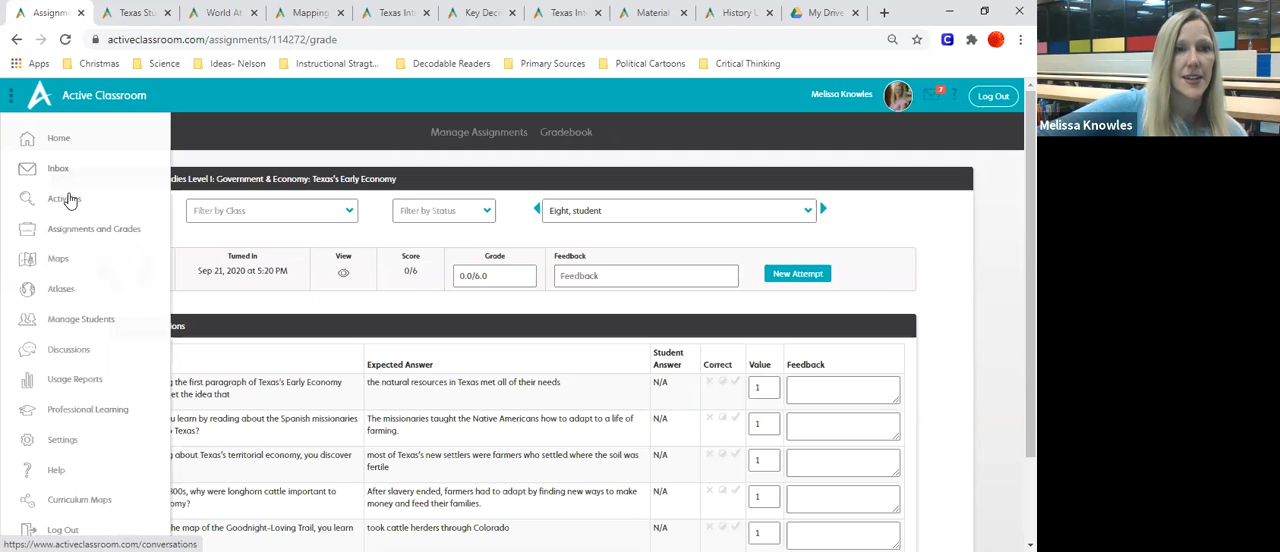 Assignm
Texas Stu
World At
Mapping
Texas Int
Key Deci
Texas Int
Material
History U
My Drive
activeclassroom.com/assignments/114272/grade
Apps
Christmas
Science
Ideas- Nelson
Instructional Stragt...
Decodable Readers
Primary Sources
Political Cartoons
Critical Thinking
Active Classroom
Melissa Knowles
7
?
Log Out
Melissa Knowles
Home
Inbox
Assignments and Grades
Maps
Atlases
Manage Students
Discussions
Usage Reports
Professional Learning
Settings
Help
Curriculum Maps
Log Out
https://www.activeclassroom.com/conversations
Manage Assignments
Gradebook
dies Level I: Government & Economy: Texas's Early Economy
Filter by Class
Filter by Status
Eight, student
Turned In
View
Score
Grade
Feedback
Sep 21, 2020 at 5:20 PM
0/6
0.0/6.0
Feedback
New Attempt
ions
Expected Answer
Student
Answer
Correct
Value
Feedback
g the first paragraph of Texas's Early Economy
et the idea that
the natural resources in Texas met all of their needs
N/A
1
u learn by reading about the Spanish missionaries
to Texas?
The missionaries taught the Native Americans how to adapt to a life of
farming.
N/A
1
g about Texas's territorial economy, you discover
most of Texas's new settlers were farmers who settled where the soil was
fertile
N/A
1
800s, why were longhorn cattle important to
nomy?
After slavery ended, farmers had to adapt by finding new ways to make
money and feed their families.
N/A
1
he map of the Goodnight-Loving Trail, you learn
took cattle herders through Colorado
N/A
1